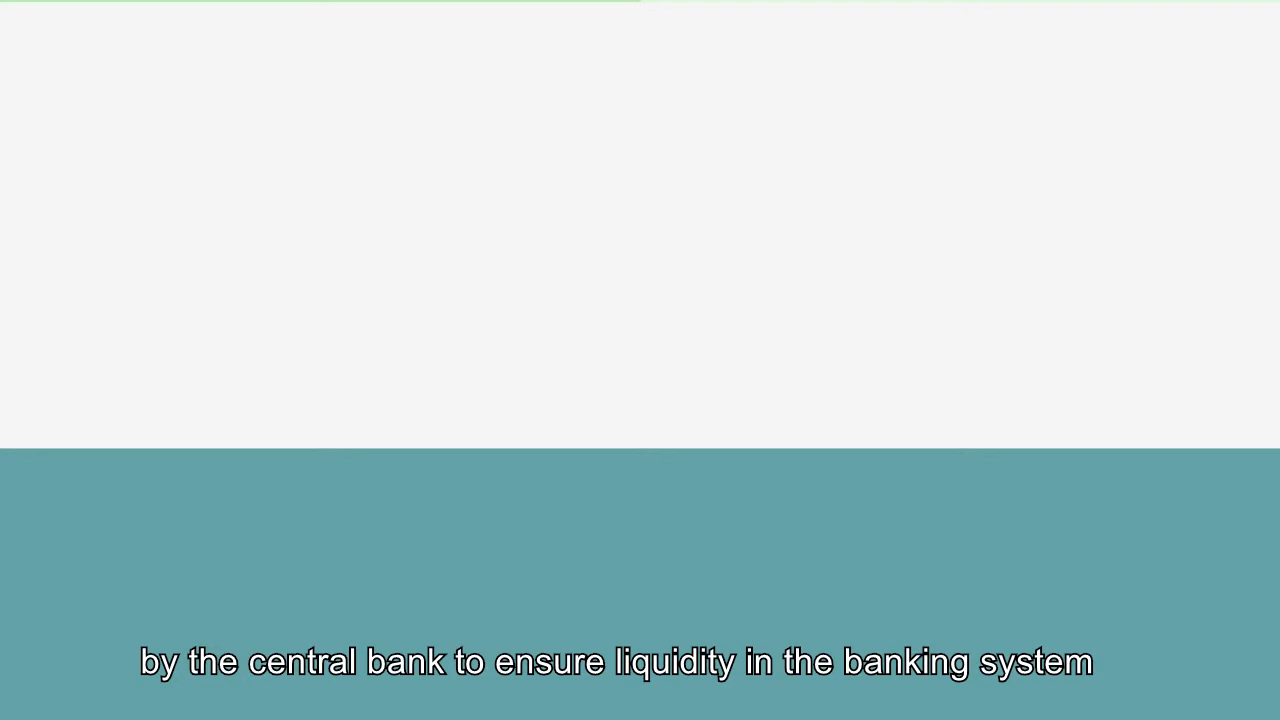 by the central bank to ensure liquidity in the banking system